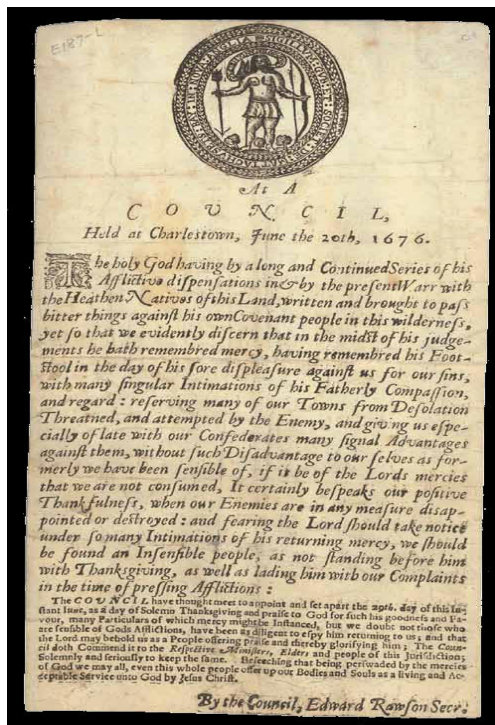 E187-L
At A
COUNCIL,
Held at Charlestown, June the 20th, 1676.
The holy God having by a long and Continued Series of his
Afflictive dispensations in & by the present Warr with
the Heathen Natives of this Land, written and brought to pass
bitter things against his own Covenant people in this wilderness,
yet so that we evidently discern that in the midst of his judge-
ments he hath remembred mercy, having remembred his Foot-
stool in the day of his sore displeasure against us for our sins,
with many singular Intimations of his Fatherly Compassion,
and regard : reserving many of our Towns from Desolation
Threatned, and attempted by the Enemy, and giving us espe-
cially of late with our Confederates many signal Advantages
against them, without such Disadvantage to our selves as for-
merly we have been sensible of, if it be of the Lords mercies
that we are not consumed, It certainly bespeaks our positive
Thankfulness, when our Enemies are in any measure disap-
pointed or destroyed : and fearing the Lord should take notice
under so many Intimations of his returning mercy, we should
be found an Insensible people, as not standing before him
with Thanksgiving, as well as lading him with our Complaints
in the time of pressing Afflictions :
The COUNCIL have thought meet to appoint and set apart the 29th. day of this In-
stant June, as a day of Solemn Thanksgiving and praise to God for such his goodness and Fa-
vour, many Particulars of which mercy might be Instanced, but we doubt not those who
are sensible of Gods Afflictions, have been as diligent to espy him returning to us; and that
the Lord may behold us as a People offering praise and thereby glorifying him; The Coun-
cil doth Commend it to the Respective Ministers, Elders and people of this Jurisdiction;
Solemnly and seriously to keep the same. Beseeching that being perswaded by the mercies
of God we may all, even this whole people offer up our Bodies and Souls as a living and Ac-
ceptable Service unto God by Jesus Christ.
By the Council, Edward Rawson Secr.